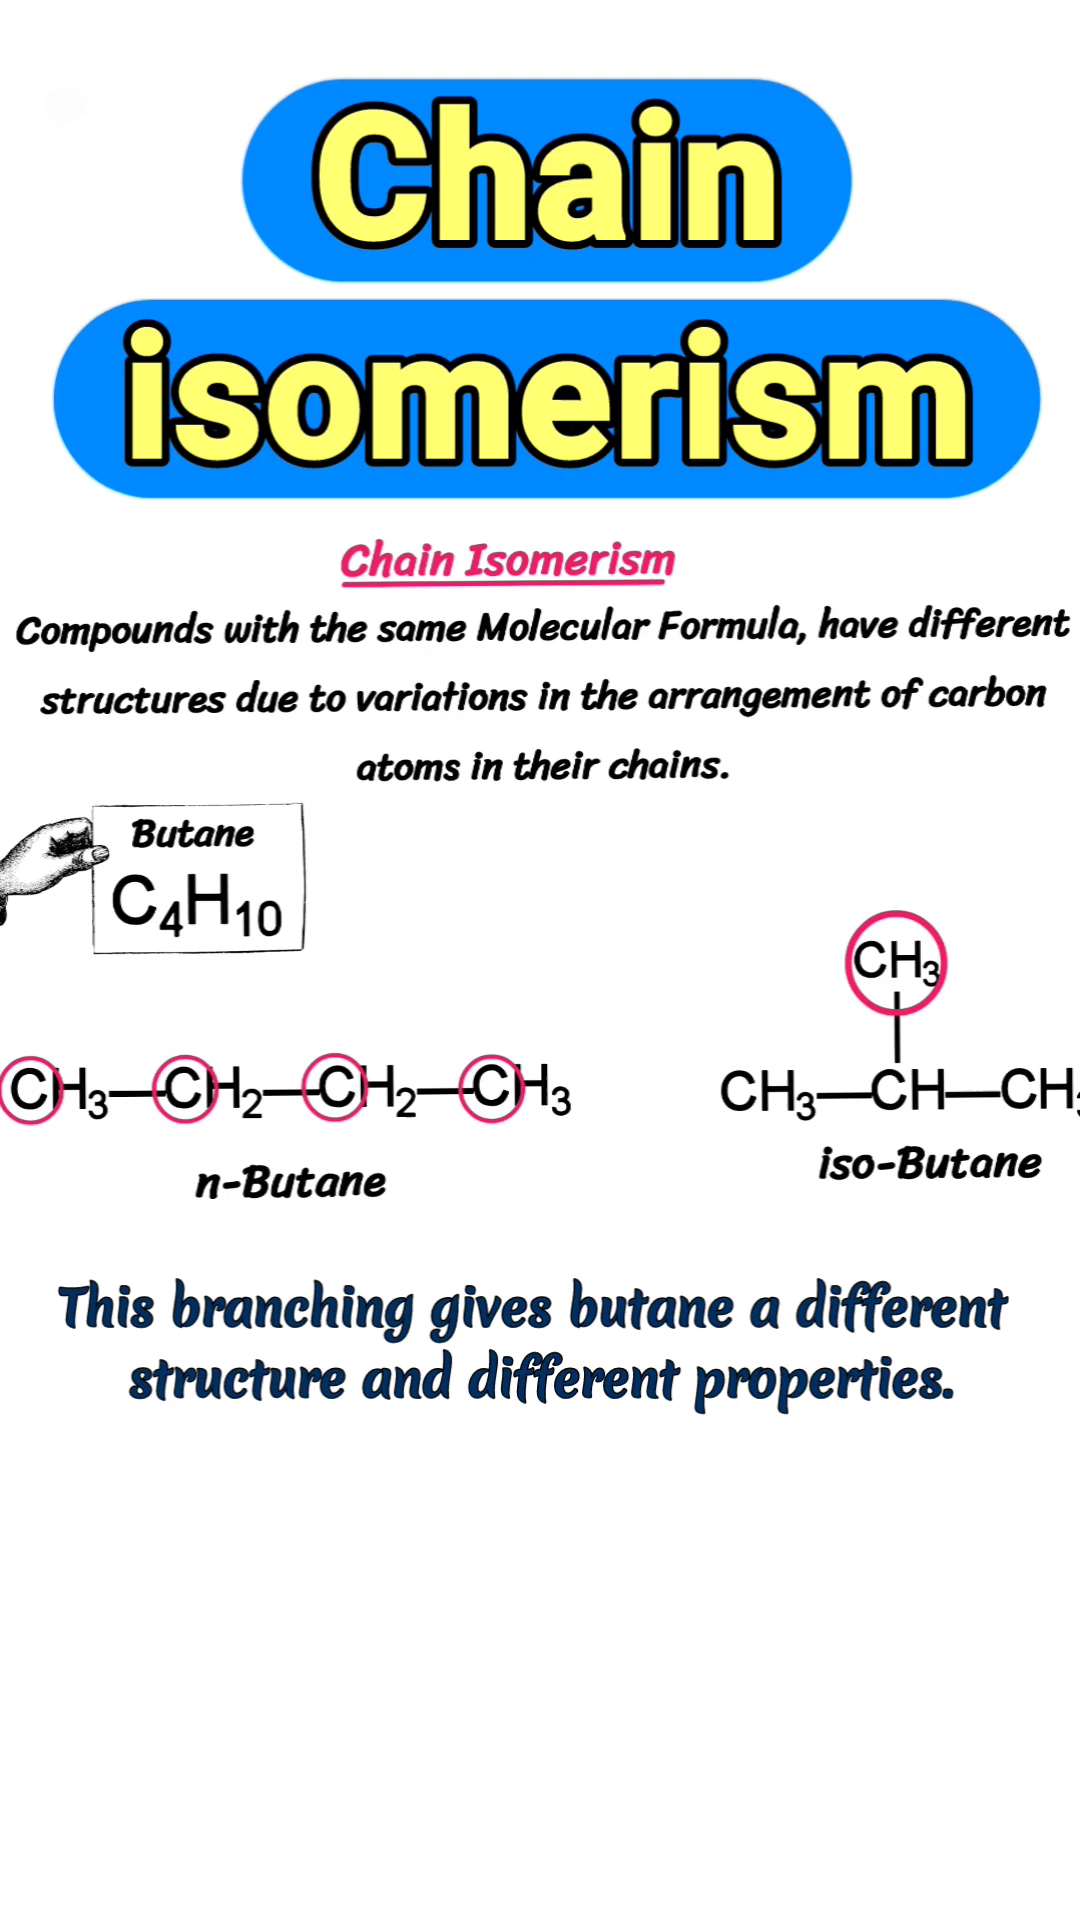 Chain
isomerism
Chain Isomerism
Compounds with the same Molecular Formula, have different
structures due to variations in the arrangement of carbon
atoms in their chains.
Butane
C₄H₁₀
CH₃
CH₃—CH₂—CH₂—CH₃
CH₃—CH—CH₃
n-Butane
iso-Butane
This branching gives butane a different
structure and different properties.